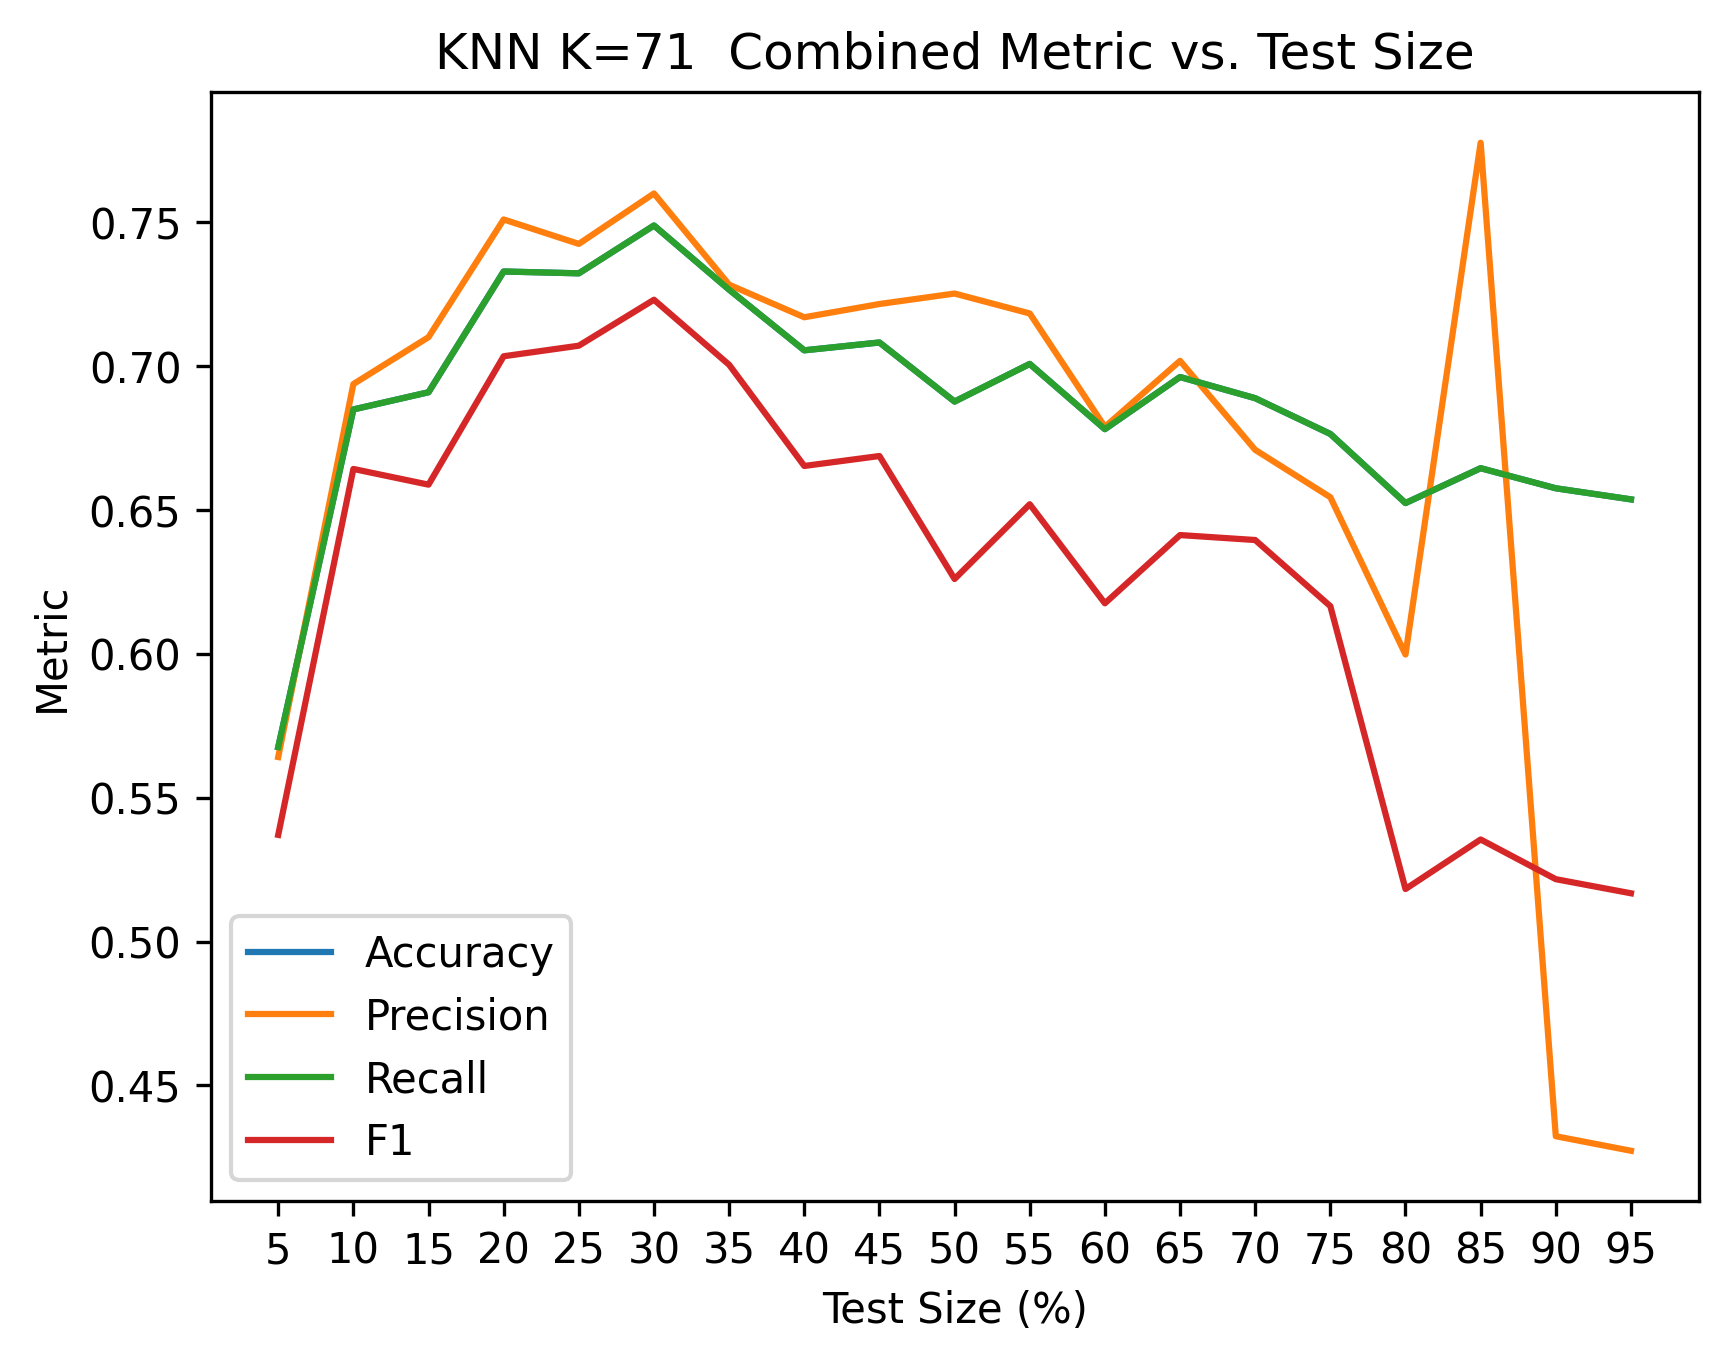 KNN K=71  Combined Metric vs. Test Size
Metric
0.75
0.70
0.65
0.60
0.55
0.50
0.45
Accuracy
Precision
Recall
F1
5 10 15 20 25 30 35 40 45 50 55 60 65 70 75 80 85 90 95
Test Size (%)